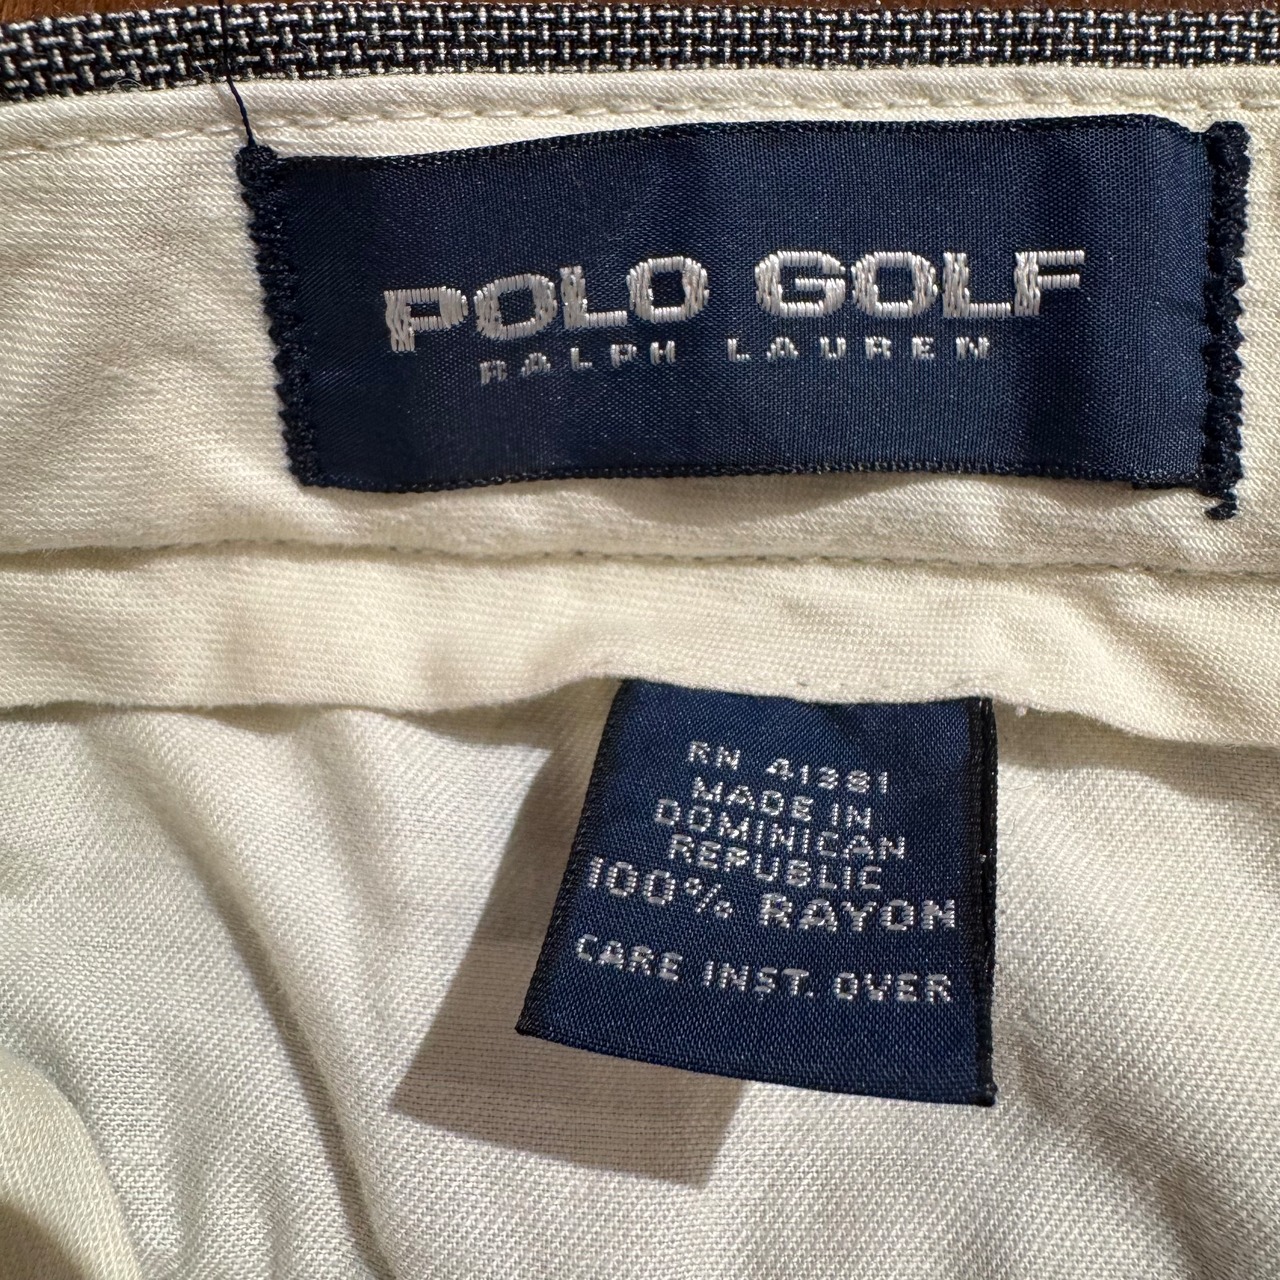 POLO GOLF
RALPH LAUREN
RN 41381
MADE IN
DOMINICAN
REPUBLIC
100% RAYON
CARE INST. OVER